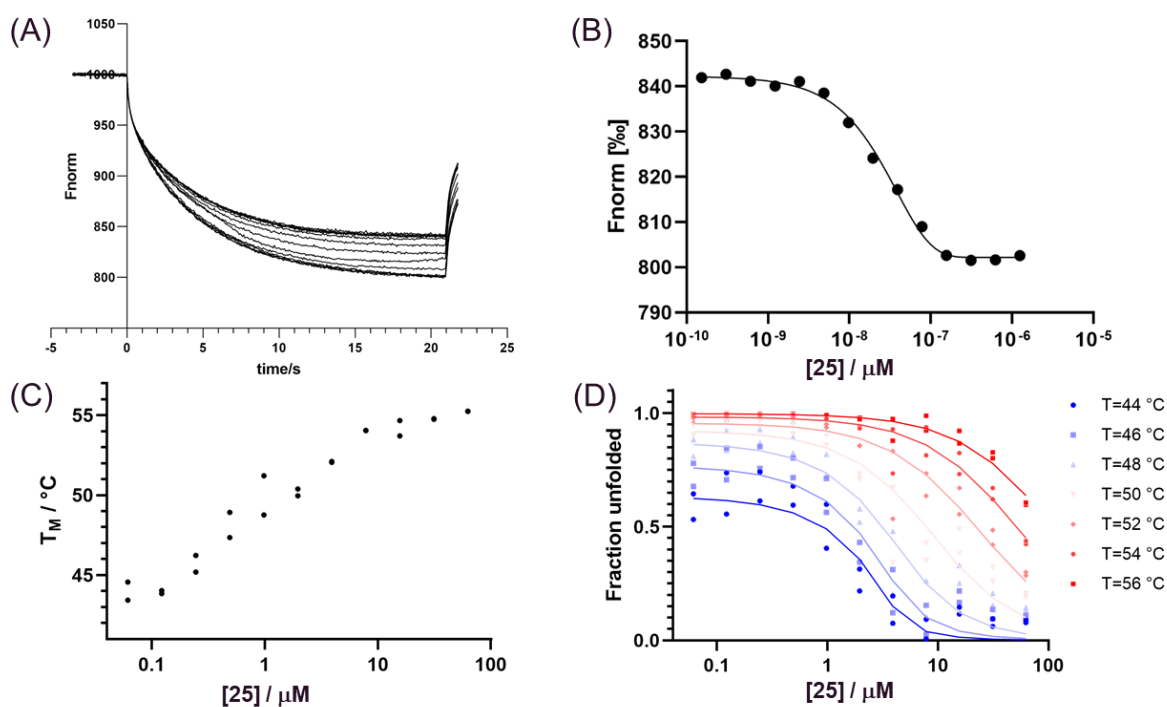 (A)
1050
1000
950
900
850
800
Fnorm
-5
0
5
10
15
20
25
time/s
(B)
850
840
830
820
810
800
790
Fnorm [‰]
10⁻¹⁰
10⁻⁹
10⁻⁸
10⁻⁷
10⁻⁶
10⁻⁵
[25] / μM
(C)
55
50
45
T_M / °C
0.1
1
10
100
[25] / μM
(D)
1.0
0.5
0.0
Fraction unfolded
0.1
1
10
100
[25] / μM
T=44 °C
T=46 °C
T=48 °C
T=50 °C
T=52 °C
T=54 °C
T=56 °C